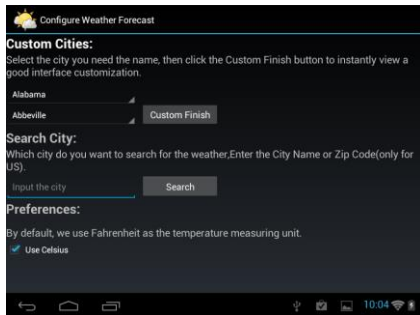 Configure Weather Forecast
Custom Cities:
Select the city you need the name, then click the Custom Finish button to instantly view a
good interface customization.
Alabama
Abbeville
Custom Finish
Search City:
Which city do you want to search for the weather,Enter the City Name or Zip Code(only for
US).
Input the city
Search
Preferences:
By default, we use Fahrenheit as the temperature measuring unit.
Use Celsius
10:04